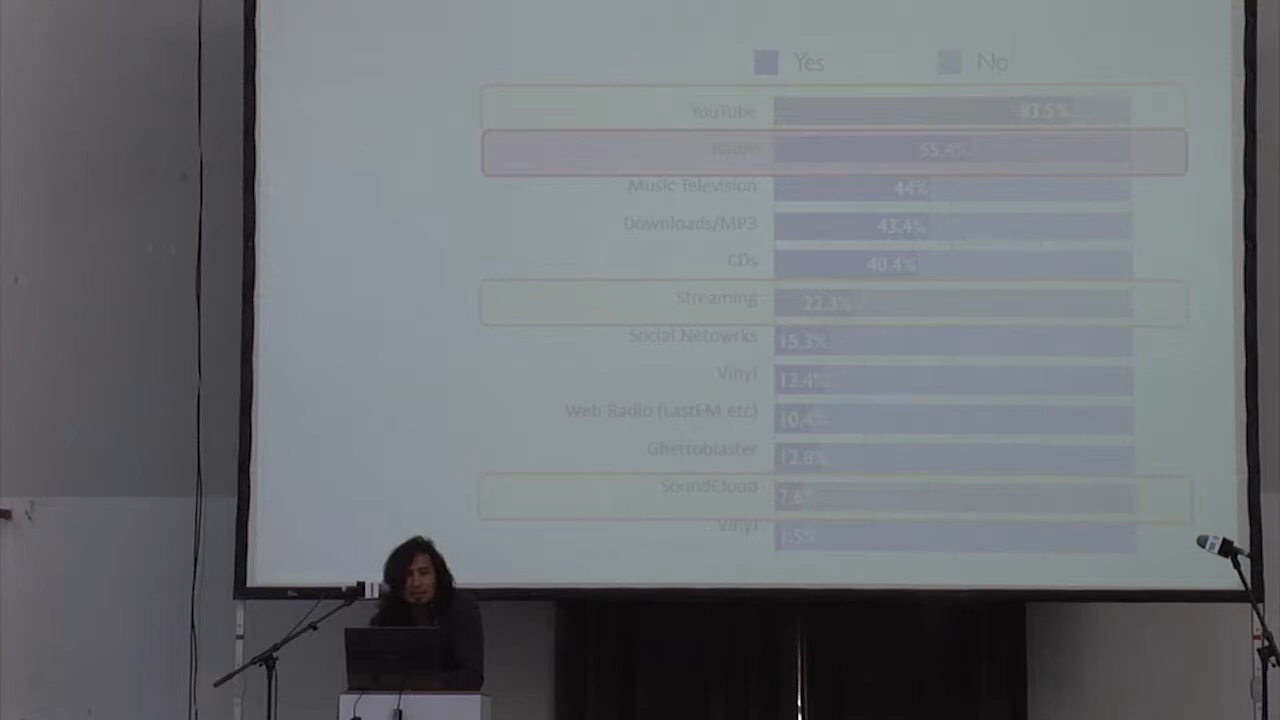 Yes No
YouTube 83.5%
Radio 55.4%
Music Television 44%
Downloads/MP3 43.4%
CDs 40.4%
Streaming 22.3%
Social Netowrks 15.3%
Vinyl 13.4%
Web Radio (LastFM etc.) 10.4%
Ghettoblaster 12.8%
SoundCloud 7.6%
Vinyl 1.5%